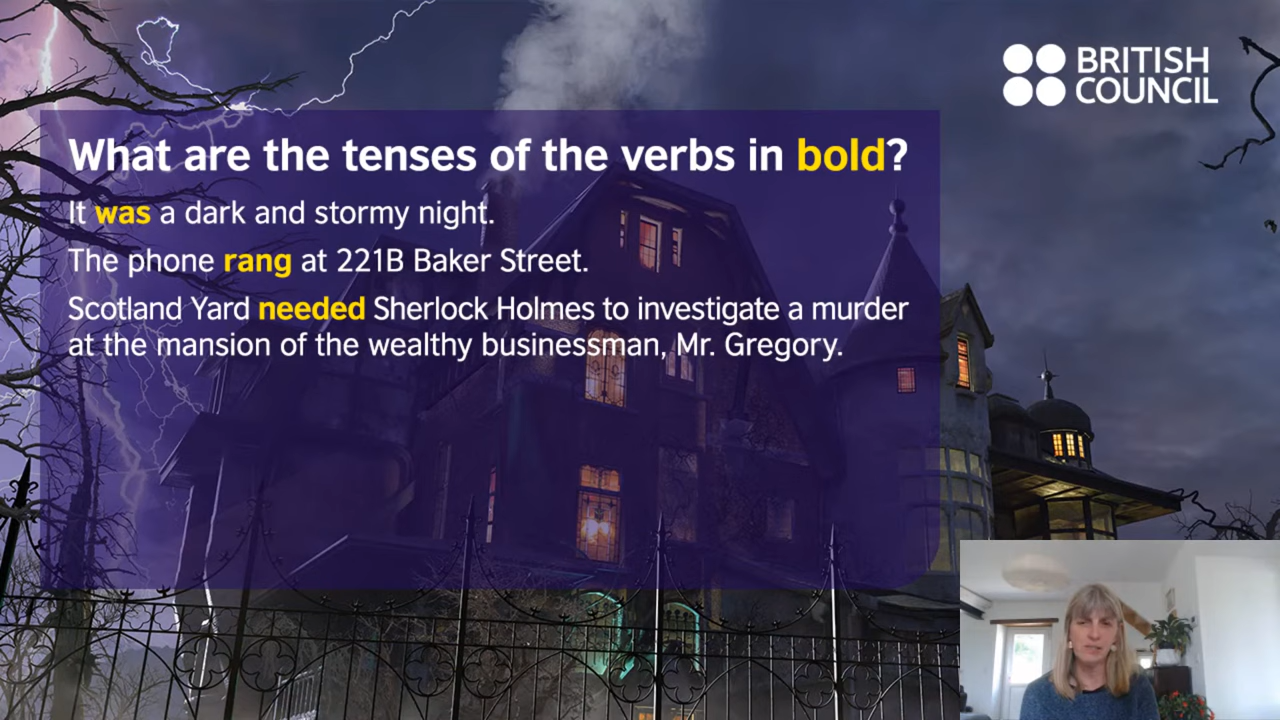 BRITISH
COUNCIL
What are the tenses of the verbs in bold?
It was a dark and stormy night.
The phone rang at 221B Baker Street.
Scotland Yard needed Sherlock Holmes to investigate a murder
at the mansion of the wealthy businessman, Mr. Gregory.